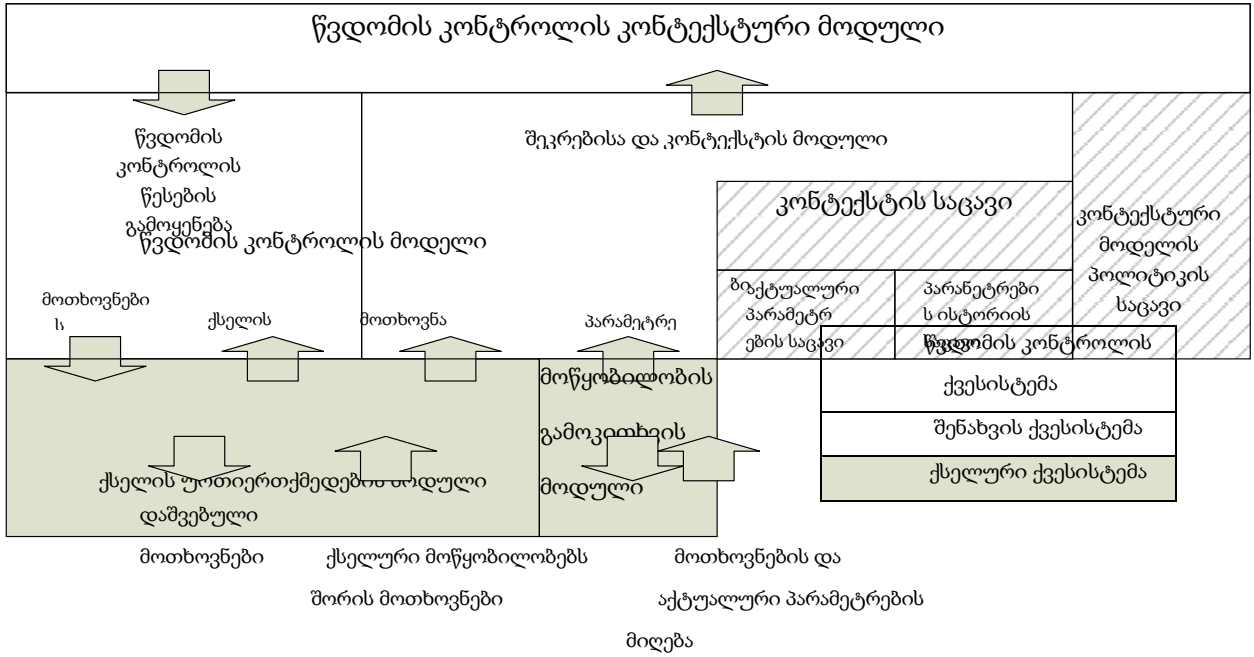 წვდომის კონტროლის კონტექსტური მოდული
წვდომის
კონტროლის
წესების
გამოყენება
წვდომის კონტროლის მოდელი
შეკრებისა და კონტექსტის მოდული
კონტექსტის საცავი
კონტექსტური
მოდელის
პოლიტიკის
საცავი
აქტუალური
პარამეტრ
ების საცავი
პარანეტრები
ს ისტორიის
მოთხოვნები
ს
ქსელის
მოთხოვნა
პარამეტრე
წვდომის კონტროლის
ქვესისტემა
შენახვის ქვესისტემა
ქსელური ქვესისტემა
მოწყობილობის
გამოკითხვის
მოდული
ქსელის ურთიერთქმედების მოდული
დაშვებული
მოთხოვნები
ქსელური მოწყობილობებს
შორის მოთხოვნები
მოთხოვნების და
აქტუალური პარამეტრების
მიღება